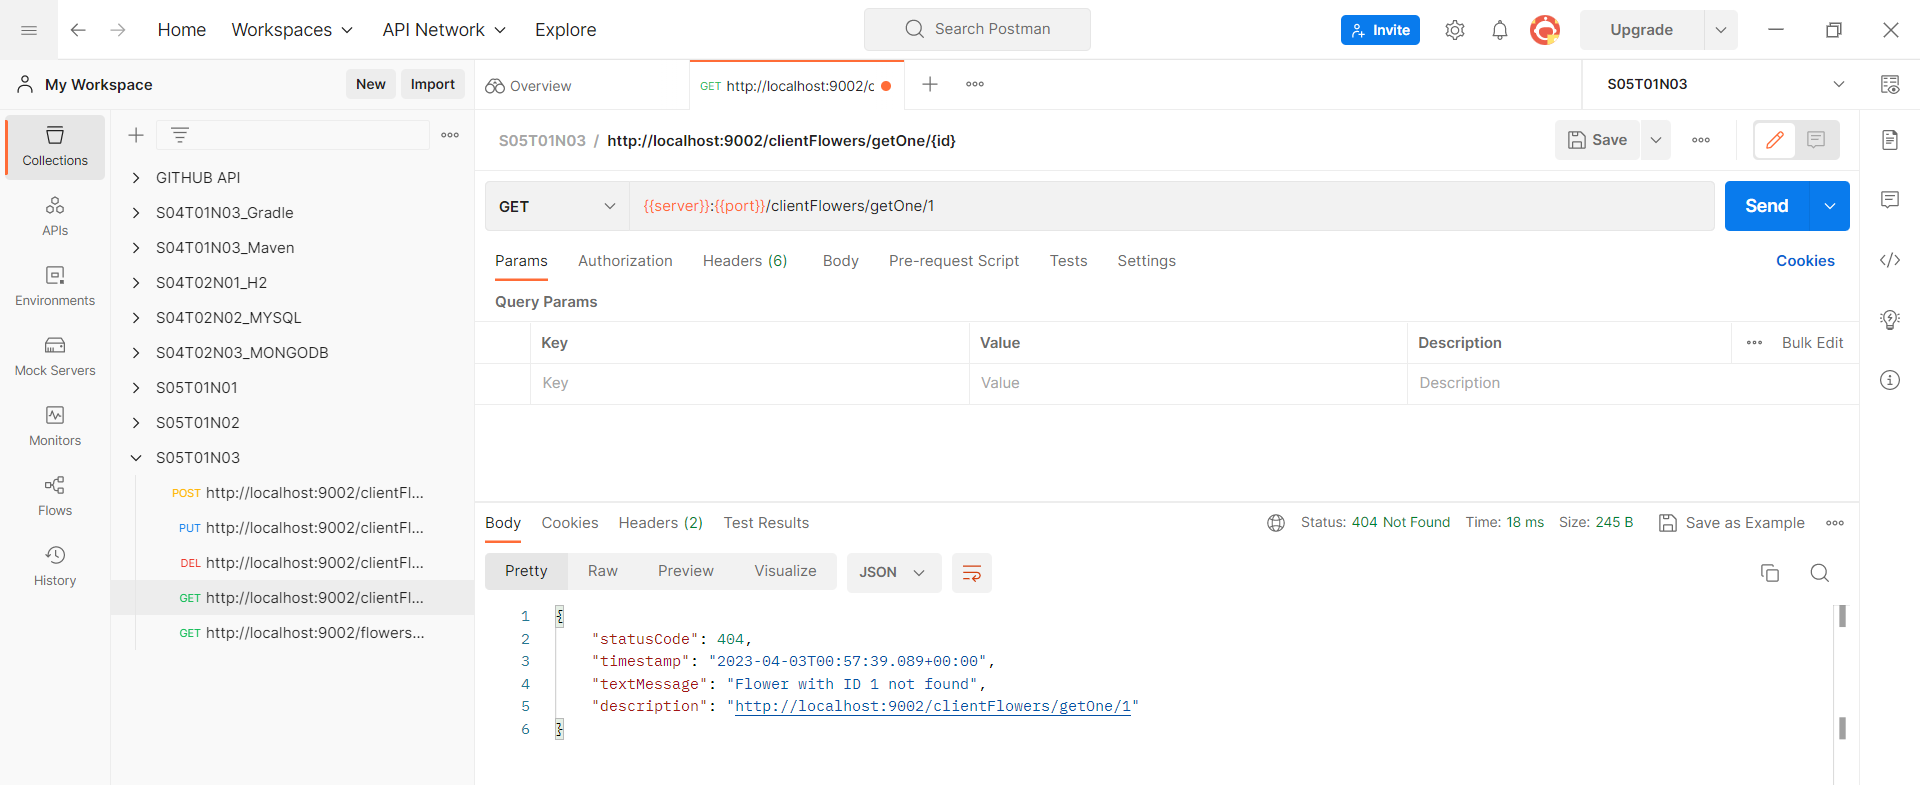 Home Workspaces API Network Explore Search Postman Invite Upgrade
My Workspace New Import Overview GET http://localhost:9002/c S05T01N03
Collections
APIs
Environments
Mock Servers
Monitors
Flows
History
GITHUB API
S04T01N03_Gradle
S04T01N03_Maven
S04T02N01_H2
S04T02N02_MYSQL
S04T02N03_MONGODB
S05T01N01
S05T01N02
S05T01N03
POST http://localhost:9002/clientFl...
PUT http://localhost:9002/clientFl...
DEL http://localhost:9002/clientFl...
GET http://localhost:9002/clientFl...
GET http://localhost:9002/flowers...
S05T01N03 / http://localhost:9002/clientFlowers/getOne/{id} Save
GET {{server}}:{{port}}/clientFlowers/getOne/1 Send
Params Authorization Headers (6) Body Pre-request Script Tests Settings Cookies
Query Params
Key Value Description Bulk Edit
Key Value Description
Body Cookies Headers (2) Test Results Status: 404 Not Found Time: 18 ms Size: 245 B Save as Example
Pretty Raw Preview Visualize JSON
1 {
2 "statusCode": 404,
3 "timestamp": "2023-04-03T00:57:39.089+00:00",
4 "textMessage": "Flower with ID 1 not found",
5 "description": "http://localhost:9002/clientFlowers/getOne/1"
6 }